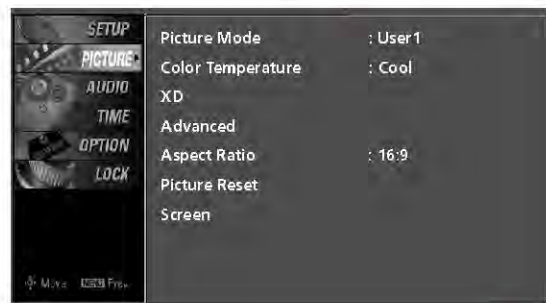 SETUP
PICTURE
AUDIO
TIME
OPTION
LOCK
Move Prev.
Picture Mode : User1
Color Temperature : Cool
XD
Advanced
Aspect Ratio : 16:9
Picture Reset
Screen